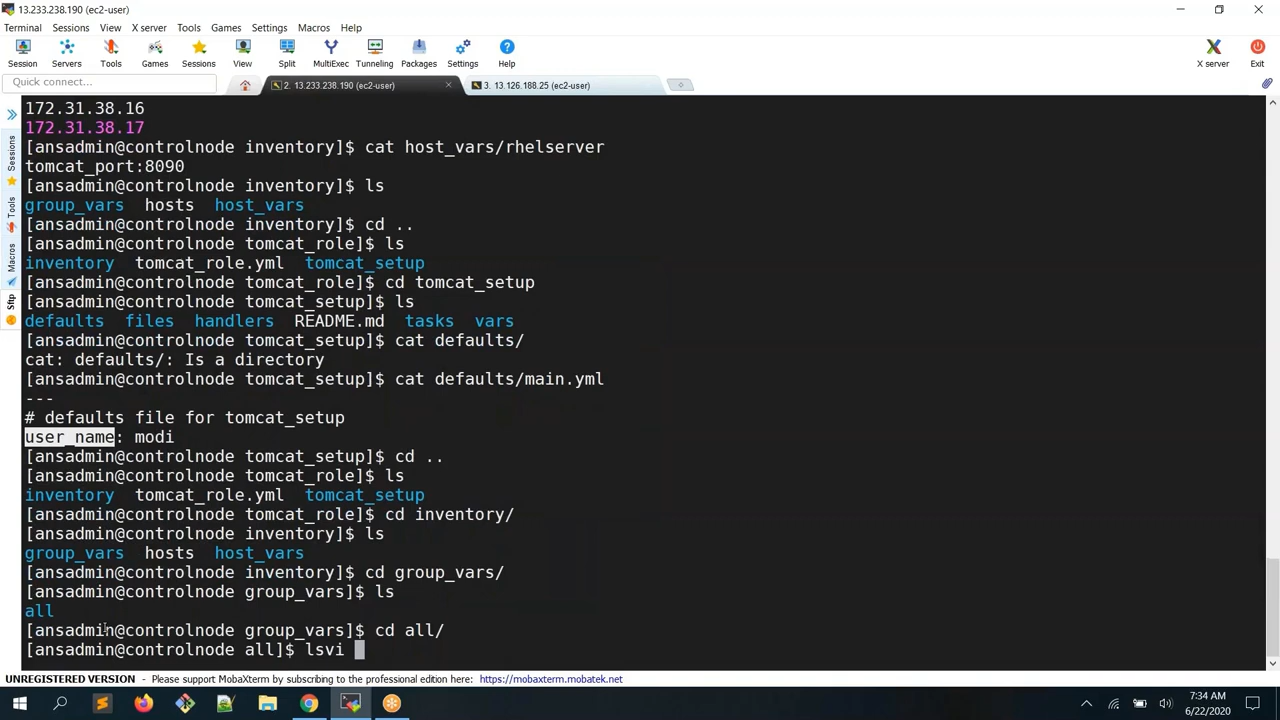 13.233.238.190 (ec2-user)
Terminal Sessions View X server Tools Games Settings Macros Help
Session Servers Tools Games Sessions View Split MultiExec Tunneling Packages Settings Help X server Exit
Quick connect...
2. 13.233.238.190 (ec2-user)
3. 13.126.188.25 (ec2-user)
Sessions
Tools
Macros
Sftp
172.31.38.16
172.31.38.17
[ansadmin@controlnode inventory]$ cat host_vars/rhelserver
tomcat_port:8090
[ansadmin@controlnode inventory]$ ls
group_vars hosts host_vars
[ansadmin@controlnode inventory]$ cd ..
[ansadmin@controlnode tomcat_role]$ ls
inventory tomcat_role.yml tomcat_setup
[ansadmin@controlnode tomcat_role]$ cd tomcat_setup
[ansadmin@controlnode tomcat_setup]$ ls
defaults files handlers README.md tasks vars
[ansadmin@controlnode tomcat_setup]$ cat defaults/
cat: defaults/: Is a directory
[ansadmin@controlnode tomcat_setup]$ cat defaults/main.yml
---
# defaults file for tomcat_setup
user_name: modi
[ansadmin@controlnode tomcat_setup]$ cd ..
[ansadmin@controlnode tomcat_role]$ ls
inventory tomcat_role.yml tomcat_setup
[ansadmin@controlnode tomcat_role]$ cd inventory/
[ansadmin@controlnode inventory]$ ls
group_vars hosts host_vars
[ansadmin@controlnode inventory]$ cd group_vars/
[ansadmin@controlnode group_vars]$ ls
all
[ansadmin@controlnode group_vars]$ cd all/
[ansadmin@controlnode all]$ lsvi
UNREGISTERED VERSION - Please support MobaXterm by subscribing to the professional edition here: https://mobaxterm.mobatek.net
7:34 AM
6/22/2020